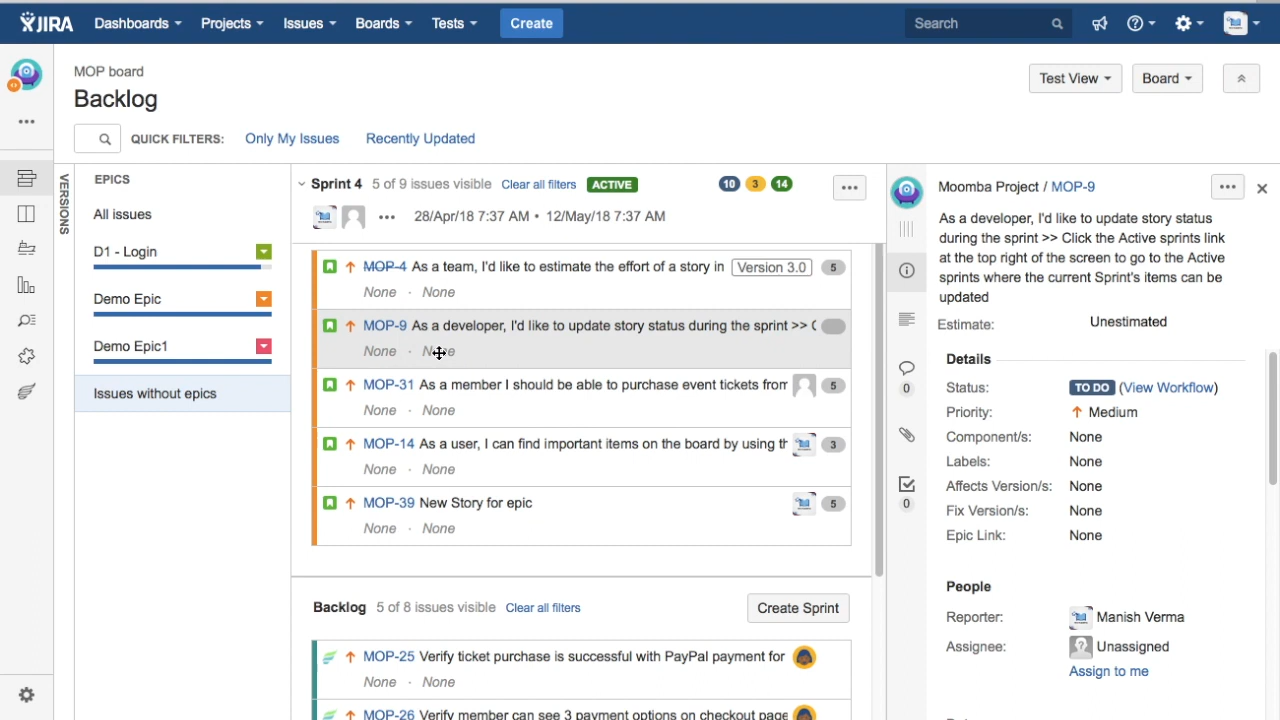 JIRA Dashboards Projects Issues Boards Tests Create Search
MOP board
Backlog
Test View Board
QUICK FILTERS: Only My Issues Recently Updated
VERSIONS
EPICS
All issues
D1 - Login
Demo Epic
Demo Epic1
Issues without epics
Sprint 4 5 of 9 issues visible Clear all filters ACTIVE 10 3 14
28/Apr/18 7:37 AM • 12/May/18 7:37 AM
MOP-4 As a team, I'd like to estimate the effort of a story in Version 3.0 5
None · None
MOP-9 As a developer, I'd like to update story status during the sprint >>
None · None
MOP-31 As a member I should be able to purchase event tickets from 5
None · None
MOP-14 As a user, I can find important items on the board by using 3
None · None
MOP-39 New Story for epic 5
None · None
Backlog 5 of 8 issues visible Clear all filters Create Sprint
MOP-25 Verify ticket purchase is successful with PayPal payment for
None · None
MOP-26 Verify member can see 3 payment options on checkout page
Moomba Project / MOP-9
As a developer, I'd like to update story status
during the sprint >> Click the Active sprints link
at the top right of the screen to go to the Active
sprints where the current Sprint's items can be
updated
Estimate: Unestimated
Details
Status: TO DO (View Workflow)
Priority: Medium
Component/s: None
Labels: None
Affects Version/s: None
Fix Version/s: None
Epic Link: None
0
0
People
Reporter: Manish Verma
Assignee: Unassigned
Assign to me